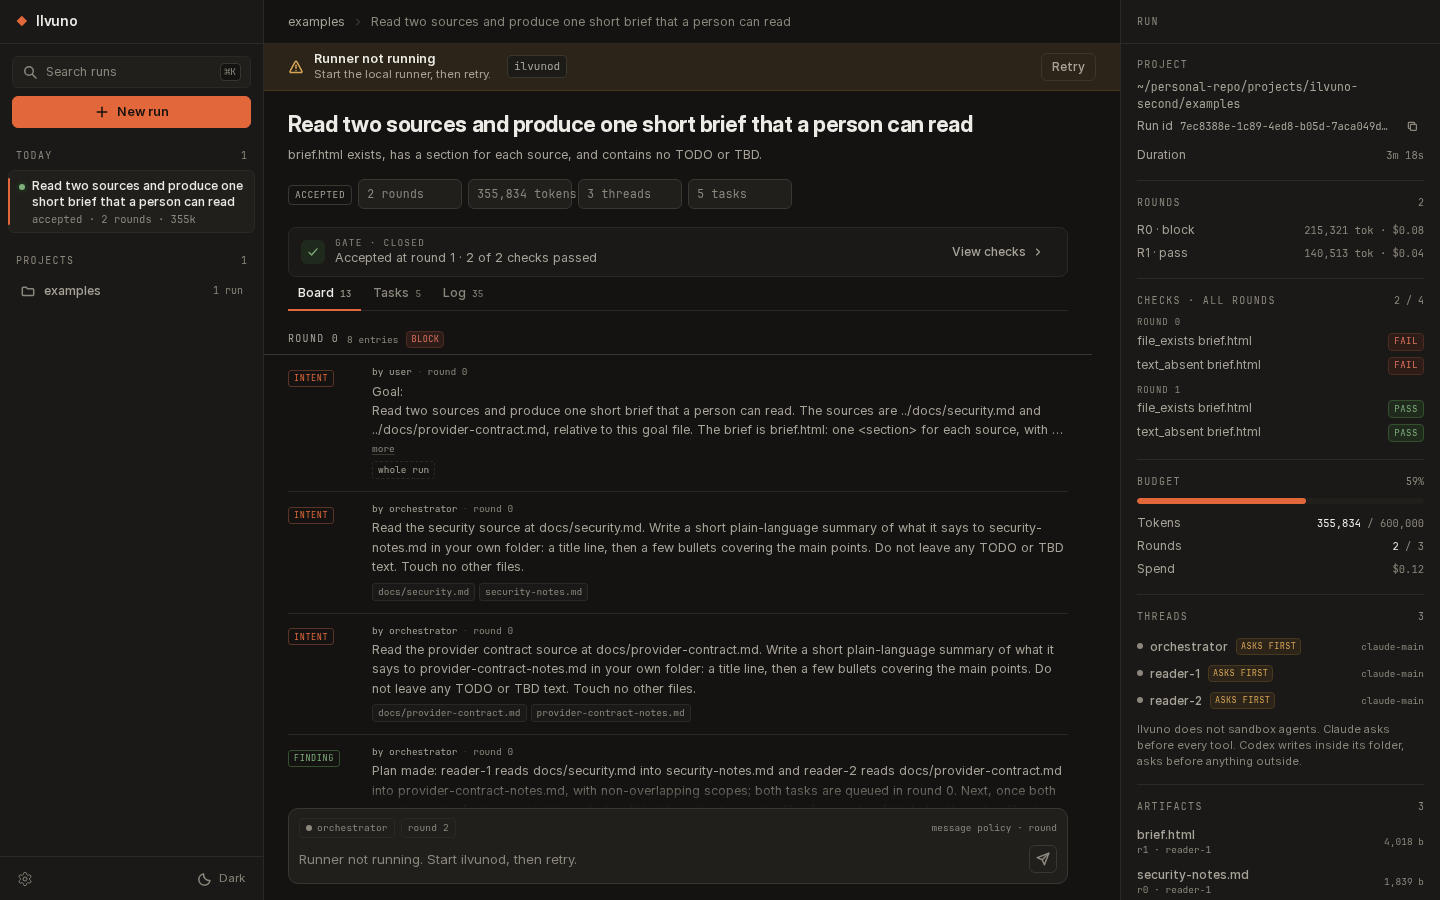 Ilvuno
Search runs
⌘K
New run
TODAY 1
Read two sources and produce one
short brief that a person can read
accepted · 2 rounds · 355k
PROJECTS 1
examples 1 run
Dark
examples › Read two sources and produce one short brief that a person can read
Runner not running
Start the local runner, then retry.
ilvunod
Retry
Read two sources and produce one short brief that a person can read
brief.html exists, has a section for each source, and contains no TODO or TBD.
ACCEPTED 2 rounds 355,834 tokens 3 threads 5 tasks
GATE · CLOSED
Accepted at round 1 · 2 of 2 checks passed
View checks
Board 13 Tasks 5 Log 35
ROUND 0 8 entries BLOCK
INTENT
by user · round 0
Goal:
Read two sources and produce one short brief that a person can read. The sources are ../docs/security.md and
../docs/provider-contract.md, relative to this goal file. The brief is brief.html: one <section> for each source, with ...
more
whole run
INTENT
by orchestrator · round 0
Read the security source at docs/security.md. Write a short plain-language summary of what it says to security-
notes.md in your own folder: a title line, then a few bullets covering the main points. Do not leave any TODO or TBD
text. Touch no other files.
docs/security.md security-notes.md
INTENT
by orchestrator · round 0
Read the provider contract source at docs/provider-contract.md. Write a short plain-language summary of what it
says to provider-contract-notes.md in your own folder: a title line, then a few bullets covering the main points. Do
not leave any TODO or TBD text. Touch no other files.
docs/provider-contract.md provider-contract-notes.md
FINDING
by orchestrator · round 0
Plan made: reader-1 reads docs/security.md into security-notes.md and reader-2 reads docs/provider-contract.md
into provider-contract-notes.md, with non-overlapping scopes; both tasks are queued in round 0. Next, once both
orchestrator round 2 message policy · round
Runner not running. Start ilvunod, then retry.
RUN
PROJECT
~/personal-repo/projects/ilvuno-
second/examples
Run id 7ec8388e-1c89-4ed8-b05d-7aca049d…
Duration 3m 18s
ROUNDS 2
R0 · block 215,321 tok · $0.08
R1 · pass 140,513 tok · $0.04
CHECKS · ALL ROUNDS 2 / 4
ROUND 0
file_exists brief.html FAIL
text_absent brief.html FAIL
ROUND 1
file_exists brief.html PASS
text_absent brief.html PASS
BUDGET 59%
Tokens 355,834 / 600,000
Rounds 2 / 3
Spend $0.12
THREADS 3
orchestrator ASKS FIRST claude-main
reader-1 ASKS FIRST claude-main
reader-2 ASKS FIRST claude-main
Ilvuno does not sandbox agents. Claude asks
before every tool. Codex writes inside its folder,
asks before anything outside.
ARTIFACTS 3
brief.html 4,018 b
r1 · reader-1
security-notes.md 1,839 b
r0 · reader-1